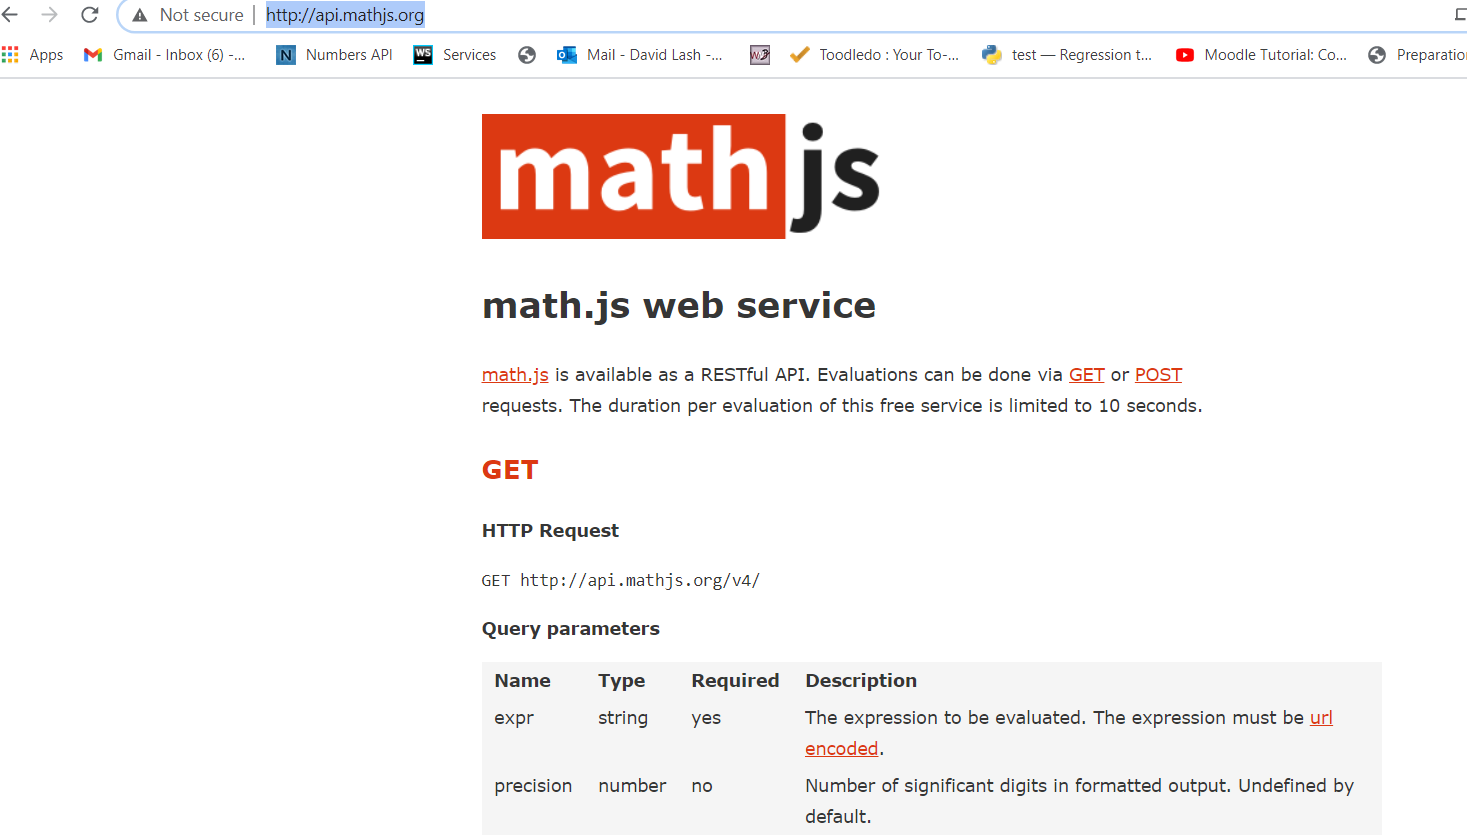 Not secure | http://api.mathjs.org
Apps Gmail - Inbox (6) -... N Numbers API WS Services Mail - David Lash -... Toodledo : Your To-... test — Regression t... Moodle Tutorial: Co... Preparatio
math js
math.js web service
math.js is available as a RESTful API. Evaluations can be done via GET or POST
requests. The duration per evaluation of this free service is limited to 10 seconds.
GET
HTTP Request
GET http://api.mathjs.org/v4/
Query parameters
Name Type Required Description
expr string yes The expression to be evaluated. The expression must be url
encoded.
precision number no Number of significant digits in formatted output. Undefined by
default.